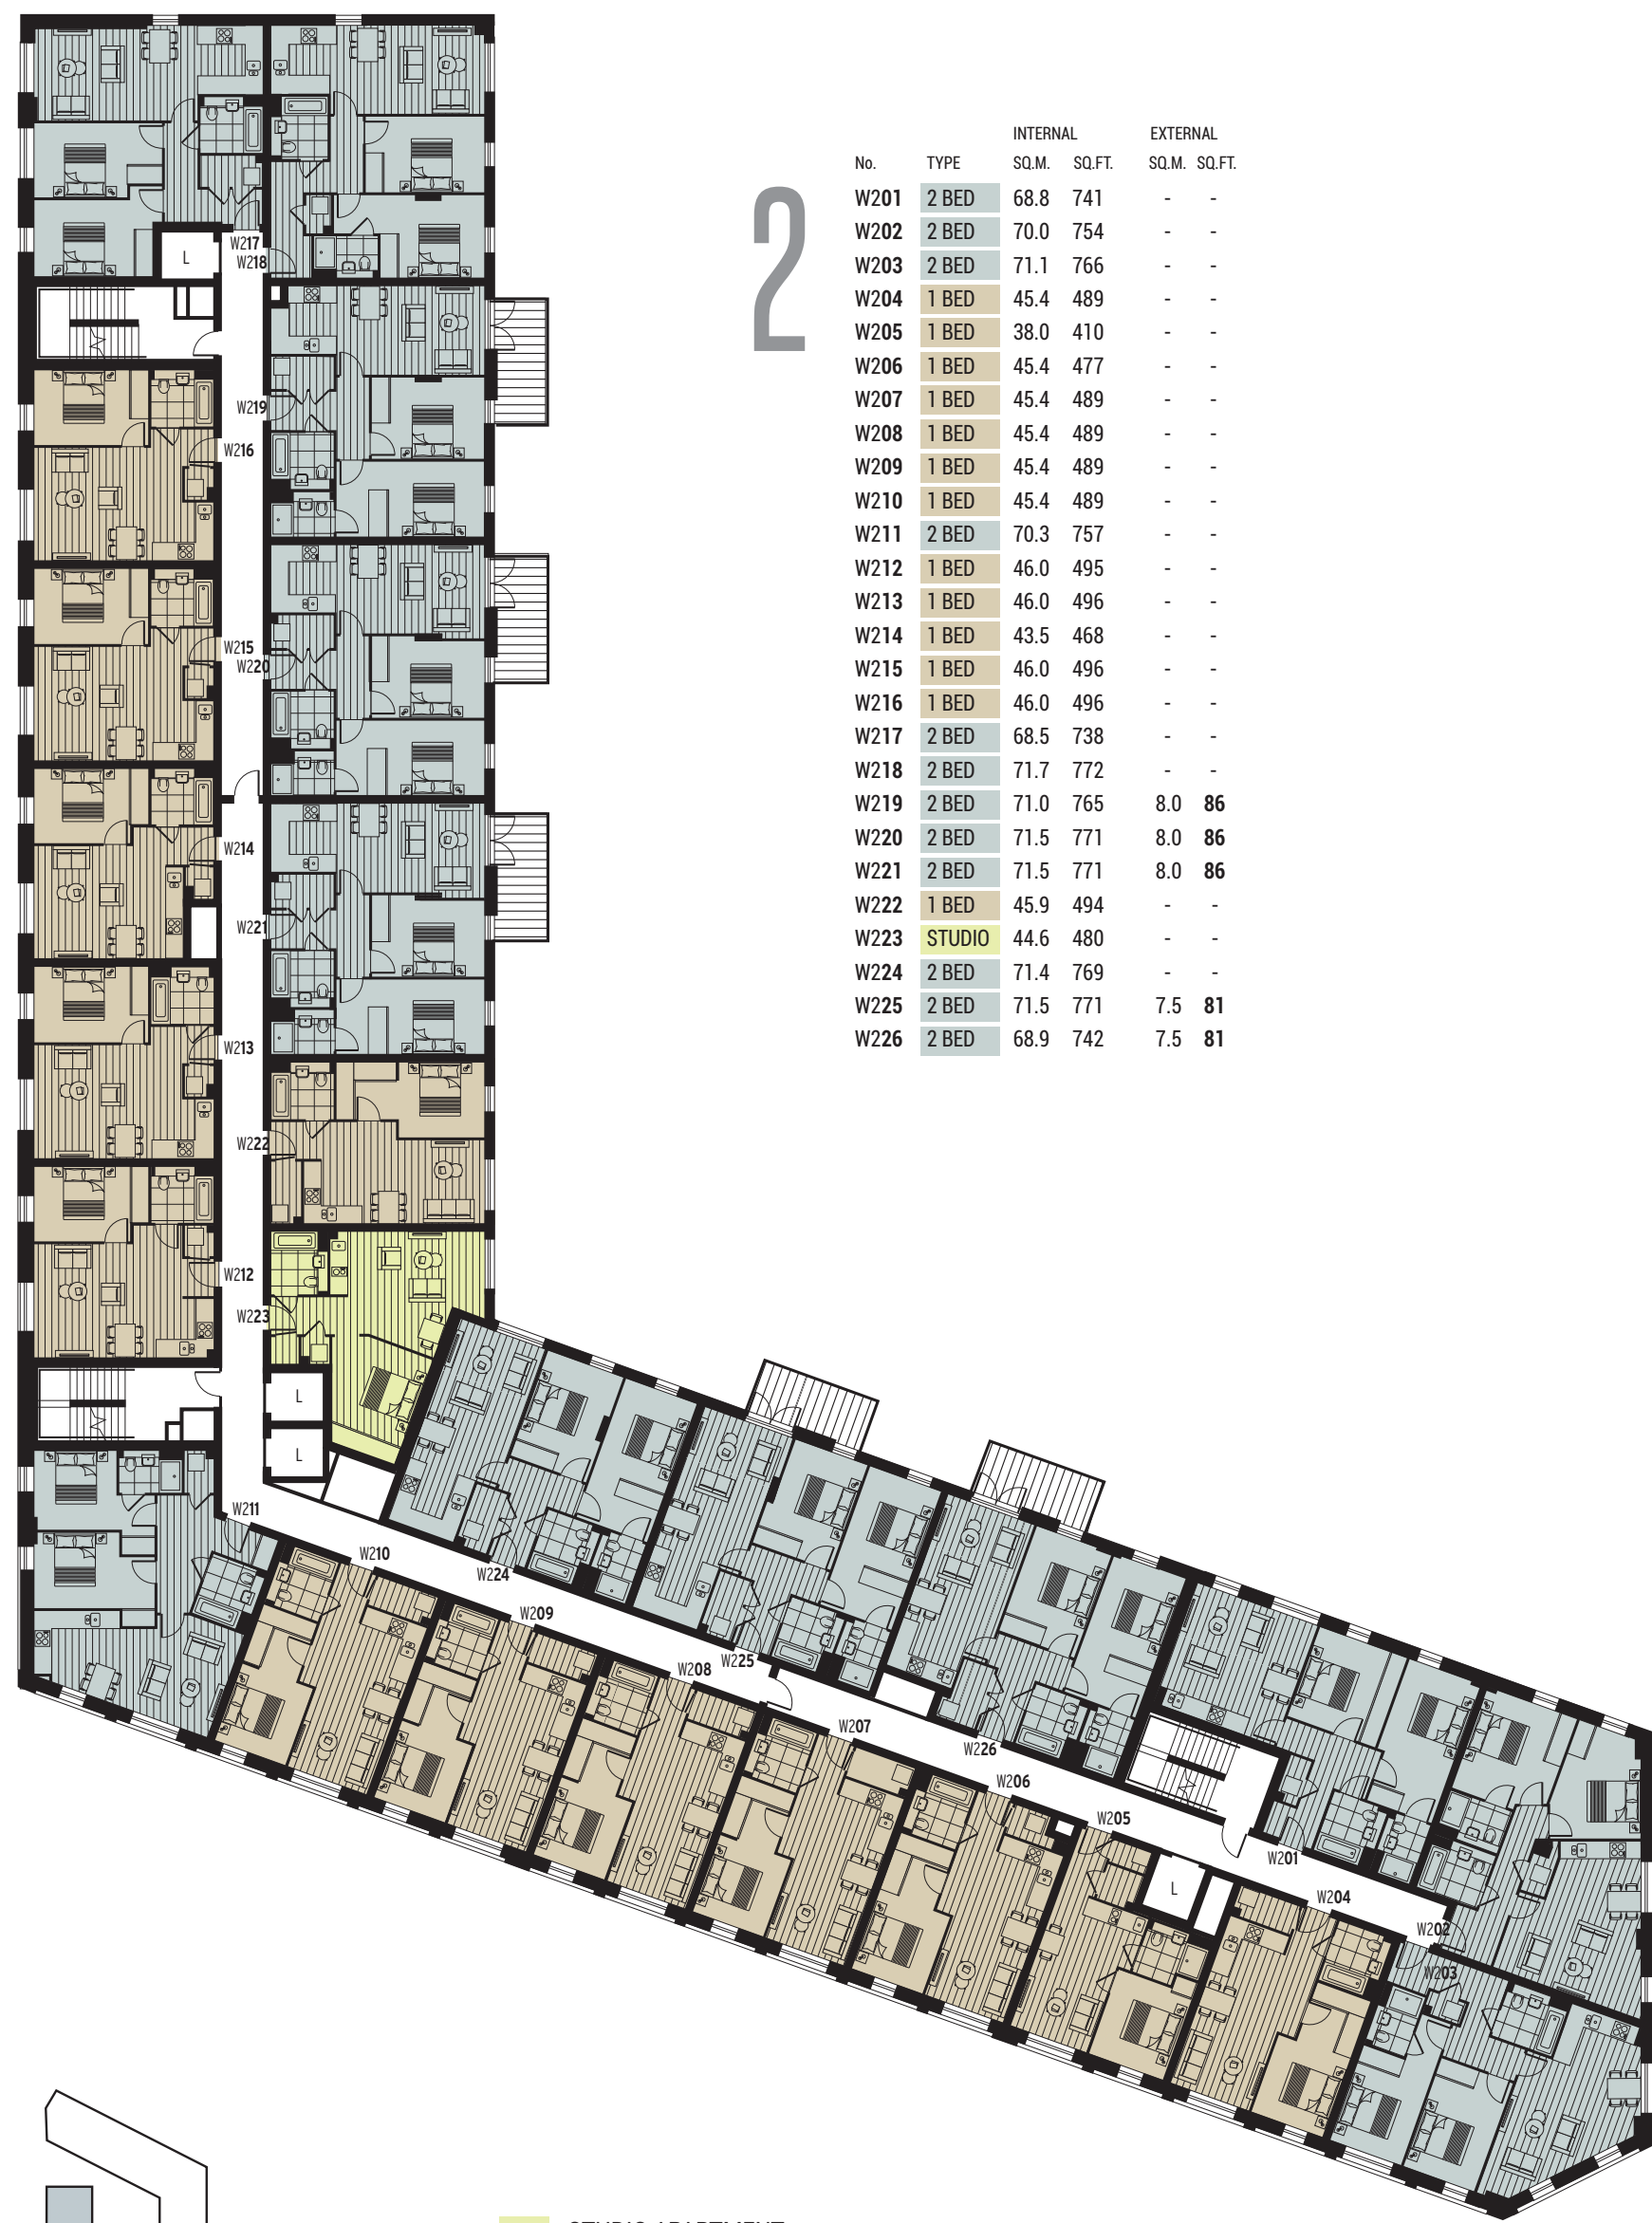 2
INTERNAL EXTERNAL
No. TYPE SQ.M. SQ.FT. SQ.M. SQ.FT.
W201 2 BED 68.8 741 - -
W202 2 BED 70.0 754 - -
W203 2 BED 71.1 766 - -
W204 1 BED 45.4 489 - -
W205 1 BED 38.0 410 - -
W206 1 BED 45.4 477 - -
W207 1 BED 45.4 489 - -
W208 1 BED 45.4 489 - -
W209 1 BED 45.4 489 - -
W210 1 BED 45.4 489 - -
W211 2 BED 70.3 757 - -
W212 1 BED 46.0 495 - -
W213 1 BED 46.0 496 - -
W214 1 BED 43.5 468 - -
W215 1 BED 46.0 496 - -
W216 1 BED 46.0 496 - -
W217 2 BED 68.5 738 - -
W218 2 BED 71.7 772 - -
W219 2 BED 71.0 765 8.0 86
W220 2 BED 71.5 771 8.0 86
W221 2 BED 71.5 771 8.0 86
W222 1 BED 45.9 494 - -
W223 STUDIO 44.6 480 - -
W224 2 BED 71.4 769 - -
W225 2 BED 71.5 771 7.5 81
W226 2 BED 68.9 742 7.5 81
W217
L
W218
W219
W216
W215
W220
W214
W221
W213
W222
W212
W223
L
L
W211
W210
W224
W209
W225
W208
W207
W226
W206
W205
W201
L
W204
W202
W203
STUDIO APARTMENT